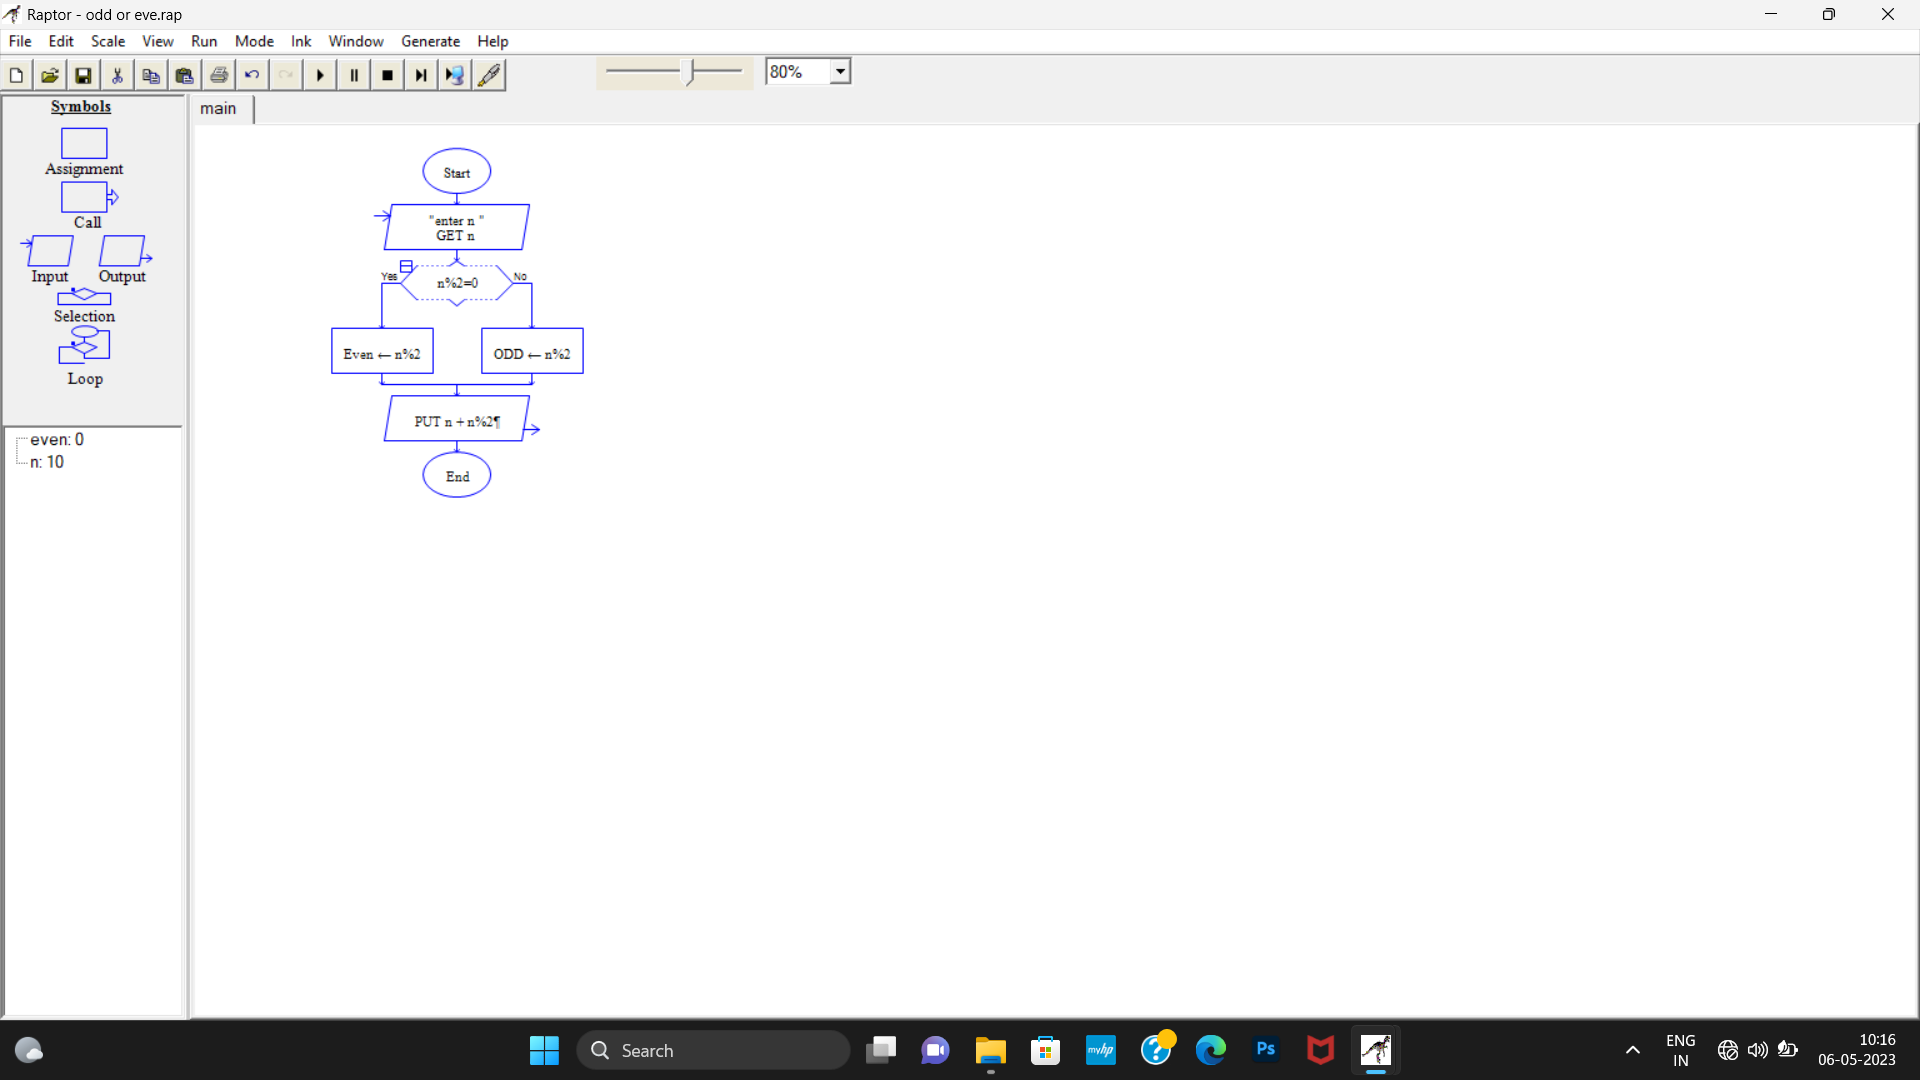 Raptor - odd or eve.rap
File Edit Scale View Run Mode Ink Window Generate Help
80%
Symbols
main
Assignment
Call
Input Output
Selection
Loop
Start
"enter n "
GET n
Yes
No
n%2=0
Even ← n%2
ODD ← n%2
PUT n + n%2¶
End
even: 0
n: 10
Search
myhp
Ps
ENG
IN
10:16
06-05-2023